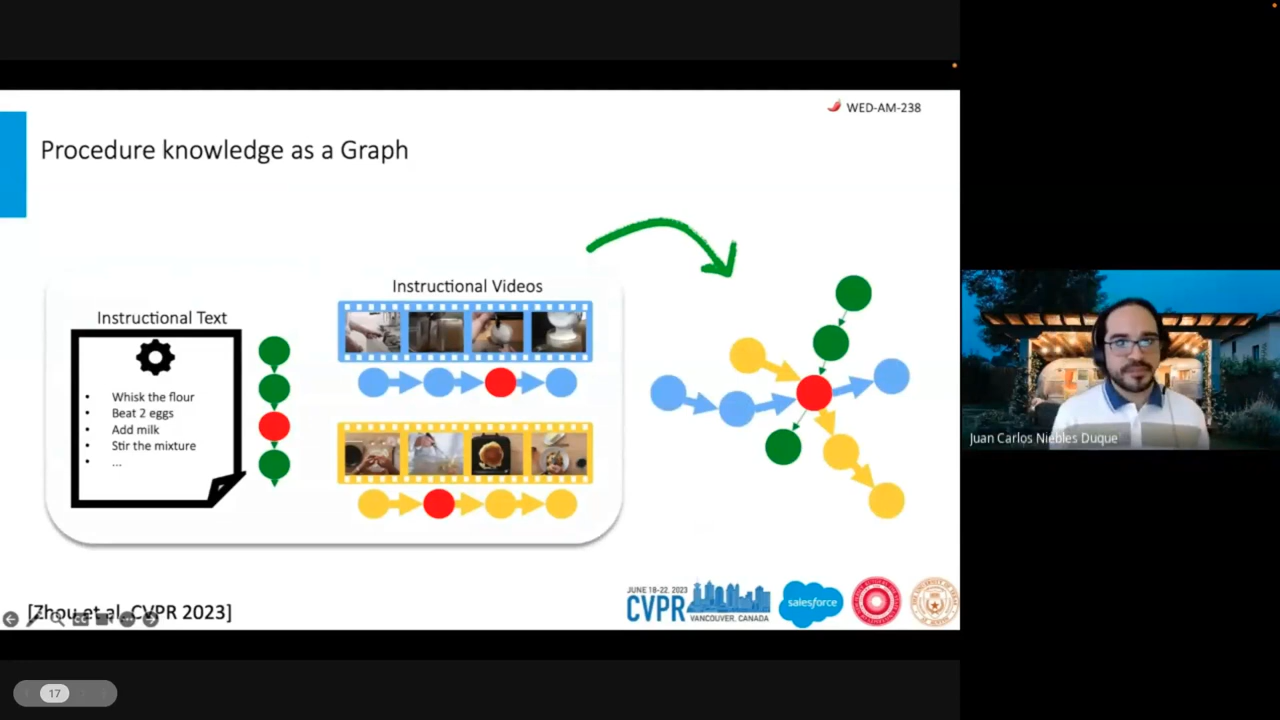 WED-AM-238
Procedure knowledge as a Graph
Instructional Videos
Instructional Text
• Whisk the flour
• Beat 2 eggs
• Add milk
• Stir the mixture
• ...
Juan Carlos Niebles Duque
JUNE 18-22, 2023
CVPR
VANCOUVER, CANADA
salesforce
[Zhou et al. CVPR 2023]
17